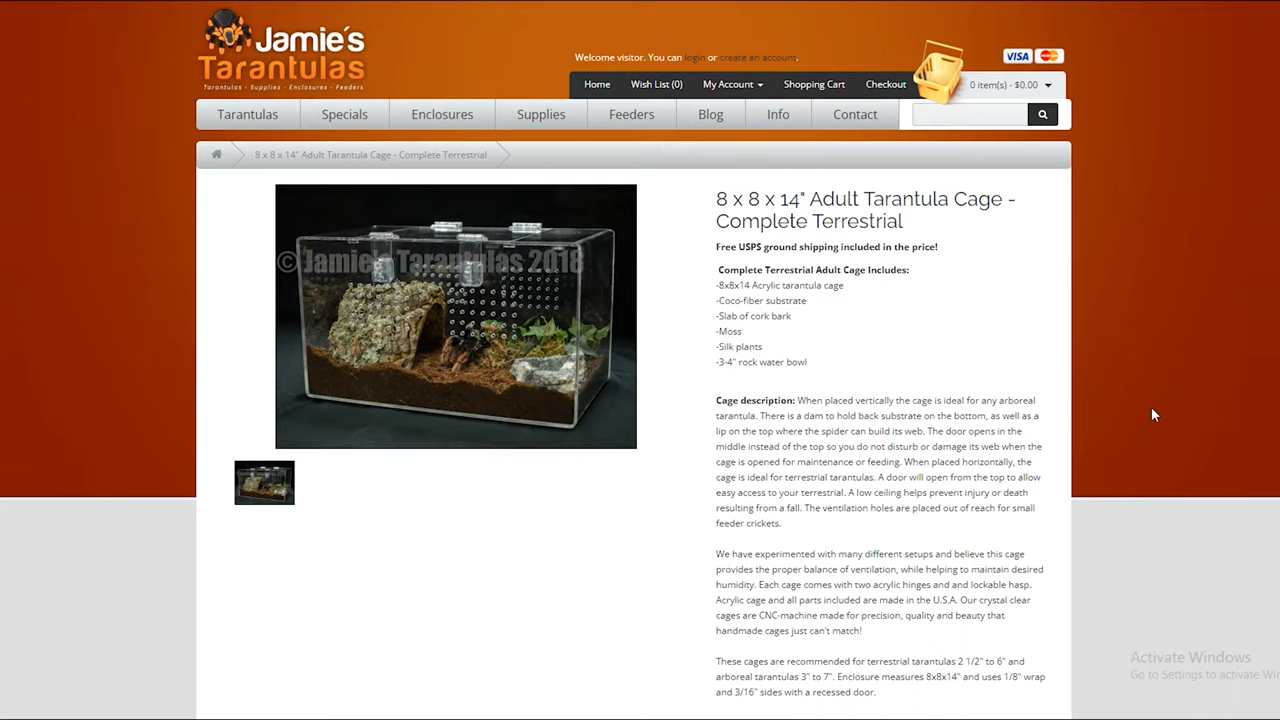 Jamie's
Tarantulas
Tarantulas · Supplies · Enclosures · Feeders
Welcome visitor. You can login or create an account.
VISA MasterCard
Home Wish List (0) My Account Shopping Cart Checkout 0 item(s) - $0.00
Tarantulas Specials Enclosures Supplies Feeders Blog Info Contact
8 x 8 x 14" Adult Tarantula Cage - Complete Terrestrial
© Jamie's Tarantulas 2018
8 x 8 x 14" Adult Tarantula Cage -
Complete Terrestrial
Free USPS ground shipping included in the price!
Complete Terrestrial Adult Cage Includes:
-8x8x14 Acrylic tarantula cage
-Coco-fiber substrate
-Slab of cork bark
-Moss
-Silk plants
-3-4" rock water bowl
Cage description: When placed vertically the cage is ideal for any arboreal
tarantula. There is a dam to hold back substrate on the bottom, as well as a
lip on the top where the spider can build its web. The door opens in the
middle instead of the top so you do not disturb or damage its web when the
cage is opened for maintenance or feeding. When placed horizontally, the
cage is ideal for terrestrial tarantulas. A door will open from the top to allow
easy access to your terrestrial. A low ceiling helps prevent injury or death
resulting from a fall. The ventilation holes are placed out of reach for small
feeder crickets.
We have experimented with many different setups and believe this cage
provides the proper balance of ventilation, while helping to maintain desired
humidity. Each cage comes with two acrylic hinges and and lockable hasp.
Acrylic cage and all parts included are made in the U.S.A. Our crystal clear
cages are CNC-machine made for precision, quality and beauty that
handmade cages just can't match!
These cages are recommended for terrestrial tarantulas 2 1/2" to 6" and
arboreal tarantulas 3" to 7". Enclosure measures 8x8x14" and uses 1/8" wrap
and 3/16" sides with a recessed door.
Activate Windows
Go to Settings to activate Win